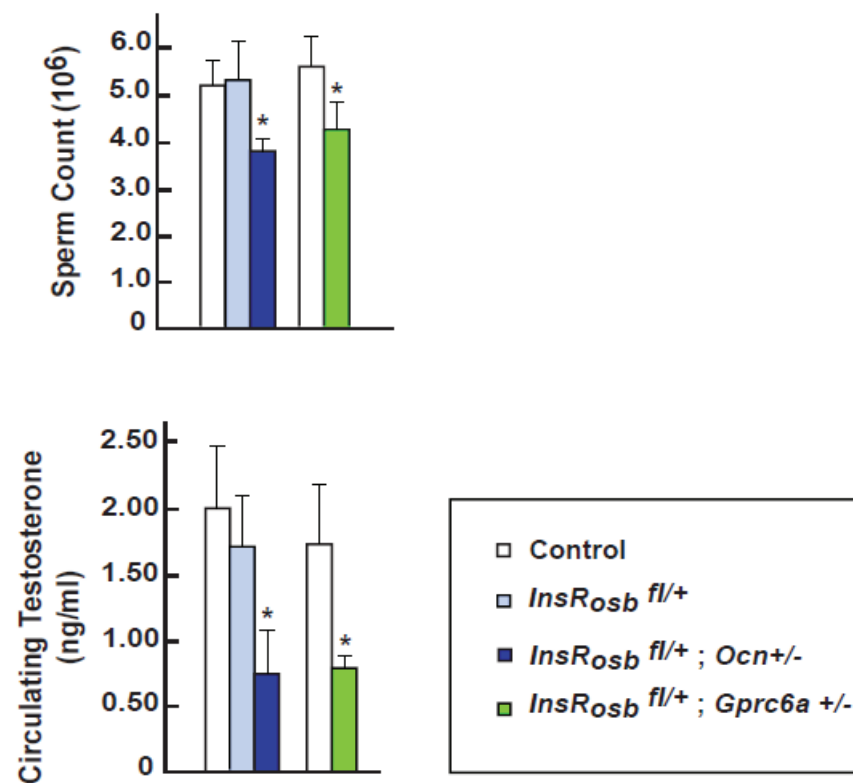 Sperm Count (10⁶)
6.0
5.0
4.0
3.0
2.0
1.0
0
*
*
Circulating Testosterone
(ng/ml)
2.50
2.00
1.50
1.00
0.50
0
*
*
Control
InsRosb fl/+
InsRosb fl/+ ; Ocn+/-
InsRosb fl/+ ; Gprc6a +/-